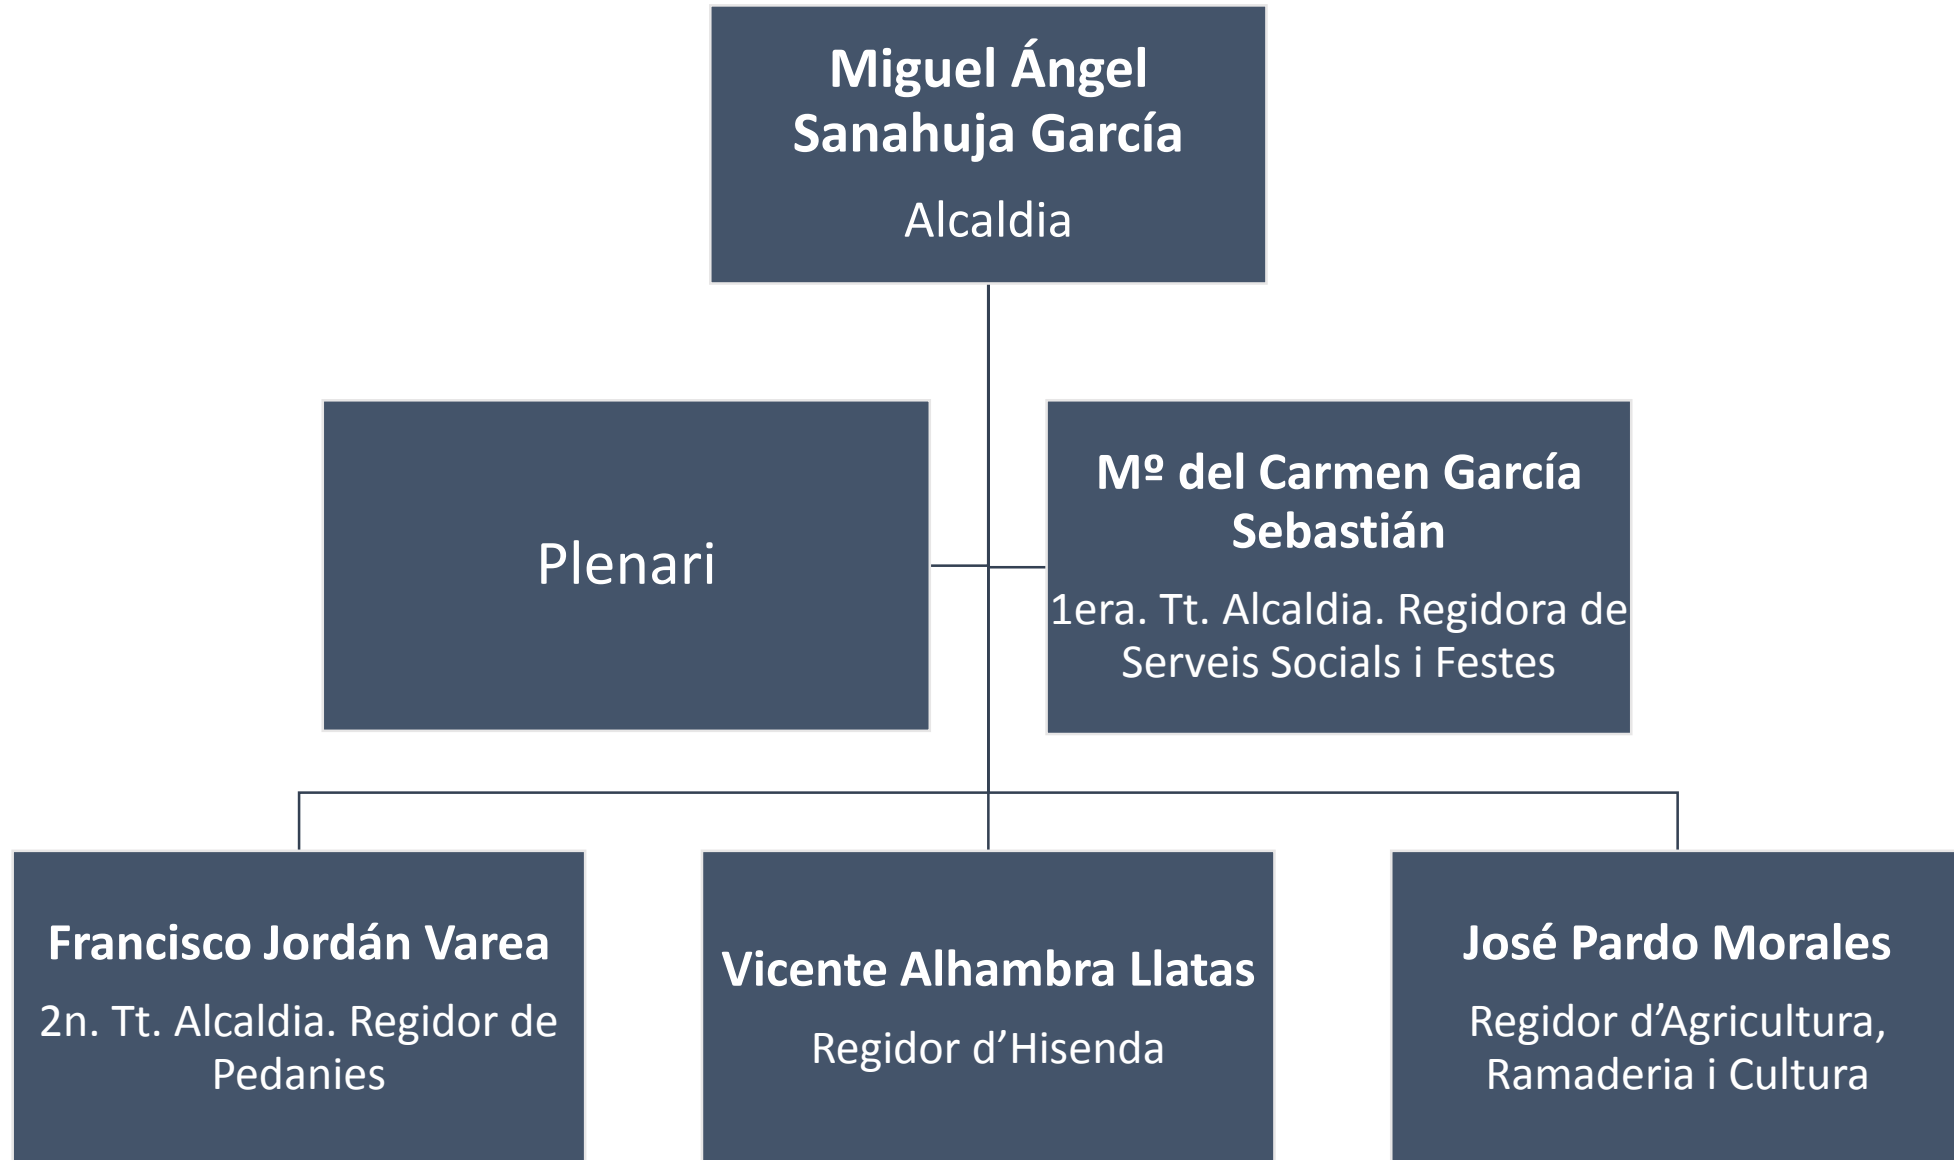 Miguel Ángel
Sanahuja García
Alcaldia
Plenari
Mº del Carmen García
Sebastián
1era. Tt. Alcaldia. Regidora de
Serveis Socials i Festes
Francisco Jordán Varea
2n. Tt. Alcaldia. Regidor de
Pedanies
Vicente Alhambra Llatas
Regidor d’Hisenda
José Pardo Morales
Regidor d’Agricultura,
Ramaderia i Cultura